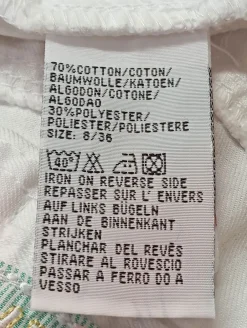 70%COTTON/COTON/
BAUMWOLLE/KATOEN/
ALGODON/COTONE/
ALGODAO
30%POLYESTER/
POLIESTER/POLIESTERE
SIZE: 8/36
40°
IRON ON REVERSE SIDE
REPASSER SUR L' ENVERS
AUF LINKS BÜGELN
AAN DE BINNENKANT
STRIJKEN
PLANCHAR DEL REVÈS
STIRARE AL ROVESCIO
PASSAR A FERRO DO A
VESSO